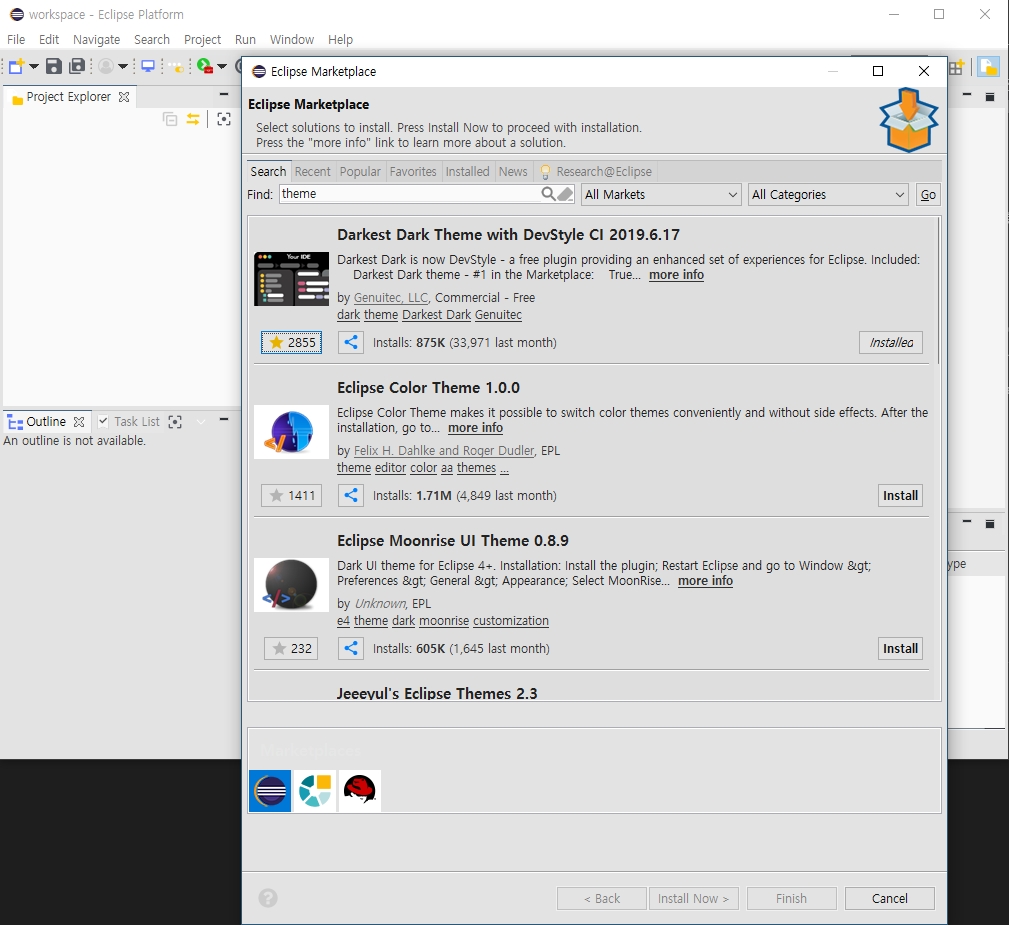 workspace - Eclipse Platform
File Edit Navigate Search Project Run Window Help
Project Explorer
Outline Task List
An outline is not available.
Eclipse Marketplace
Eclipse Marketplace
Select solutions to install. Press Install Now to proceed with installation.
Press the "more info" link to learn more about a solution.
Search Recent Popular Favorites Installed News Research@Eclipse
Find: theme All Markets All Categories Go
Darkest Dark Theme with DevStyle CI 2019.6.17
Your IDE
Darkest Dark is now DevStyle - a free plugin providing an enhanced set of experiences for Eclipse. Included:
Darkest Dark theme - #1 in the Marketplace: True... more info
by Genuitec, LLC, Commercial - Free
dark theme Darkest Dark Genuitec
2855 Installs: 875K (33,971 last month) Installed
Eclipse Color Theme 1.0.0
Eclipse Color Theme makes it possible to switch color themes conveniently and without side effects. After the
installation, go to... more info
by Felix H. Dahlke and Roger Dudler, EPL
theme editor color aa themes ...
1411 Installs: 1.71M (4,849 last month) Install
Eclipse Moonrise UI Theme 0.8.9
Dark UI theme for Eclipse 4+. Installation: Install the plugin; Restart Eclipse and go to Window &gt;
Preferences &gt; General &gt; Appearance; Select MoonRise... more info
by Unknown, EPL
e4 theme dark moonrise customization
232 Installs: 605K (1,645 last month) Install
Jeeeyul's Eclipse Themes 2.3
ype
Marketplaces
? < Back Install Now > Finish Cancel